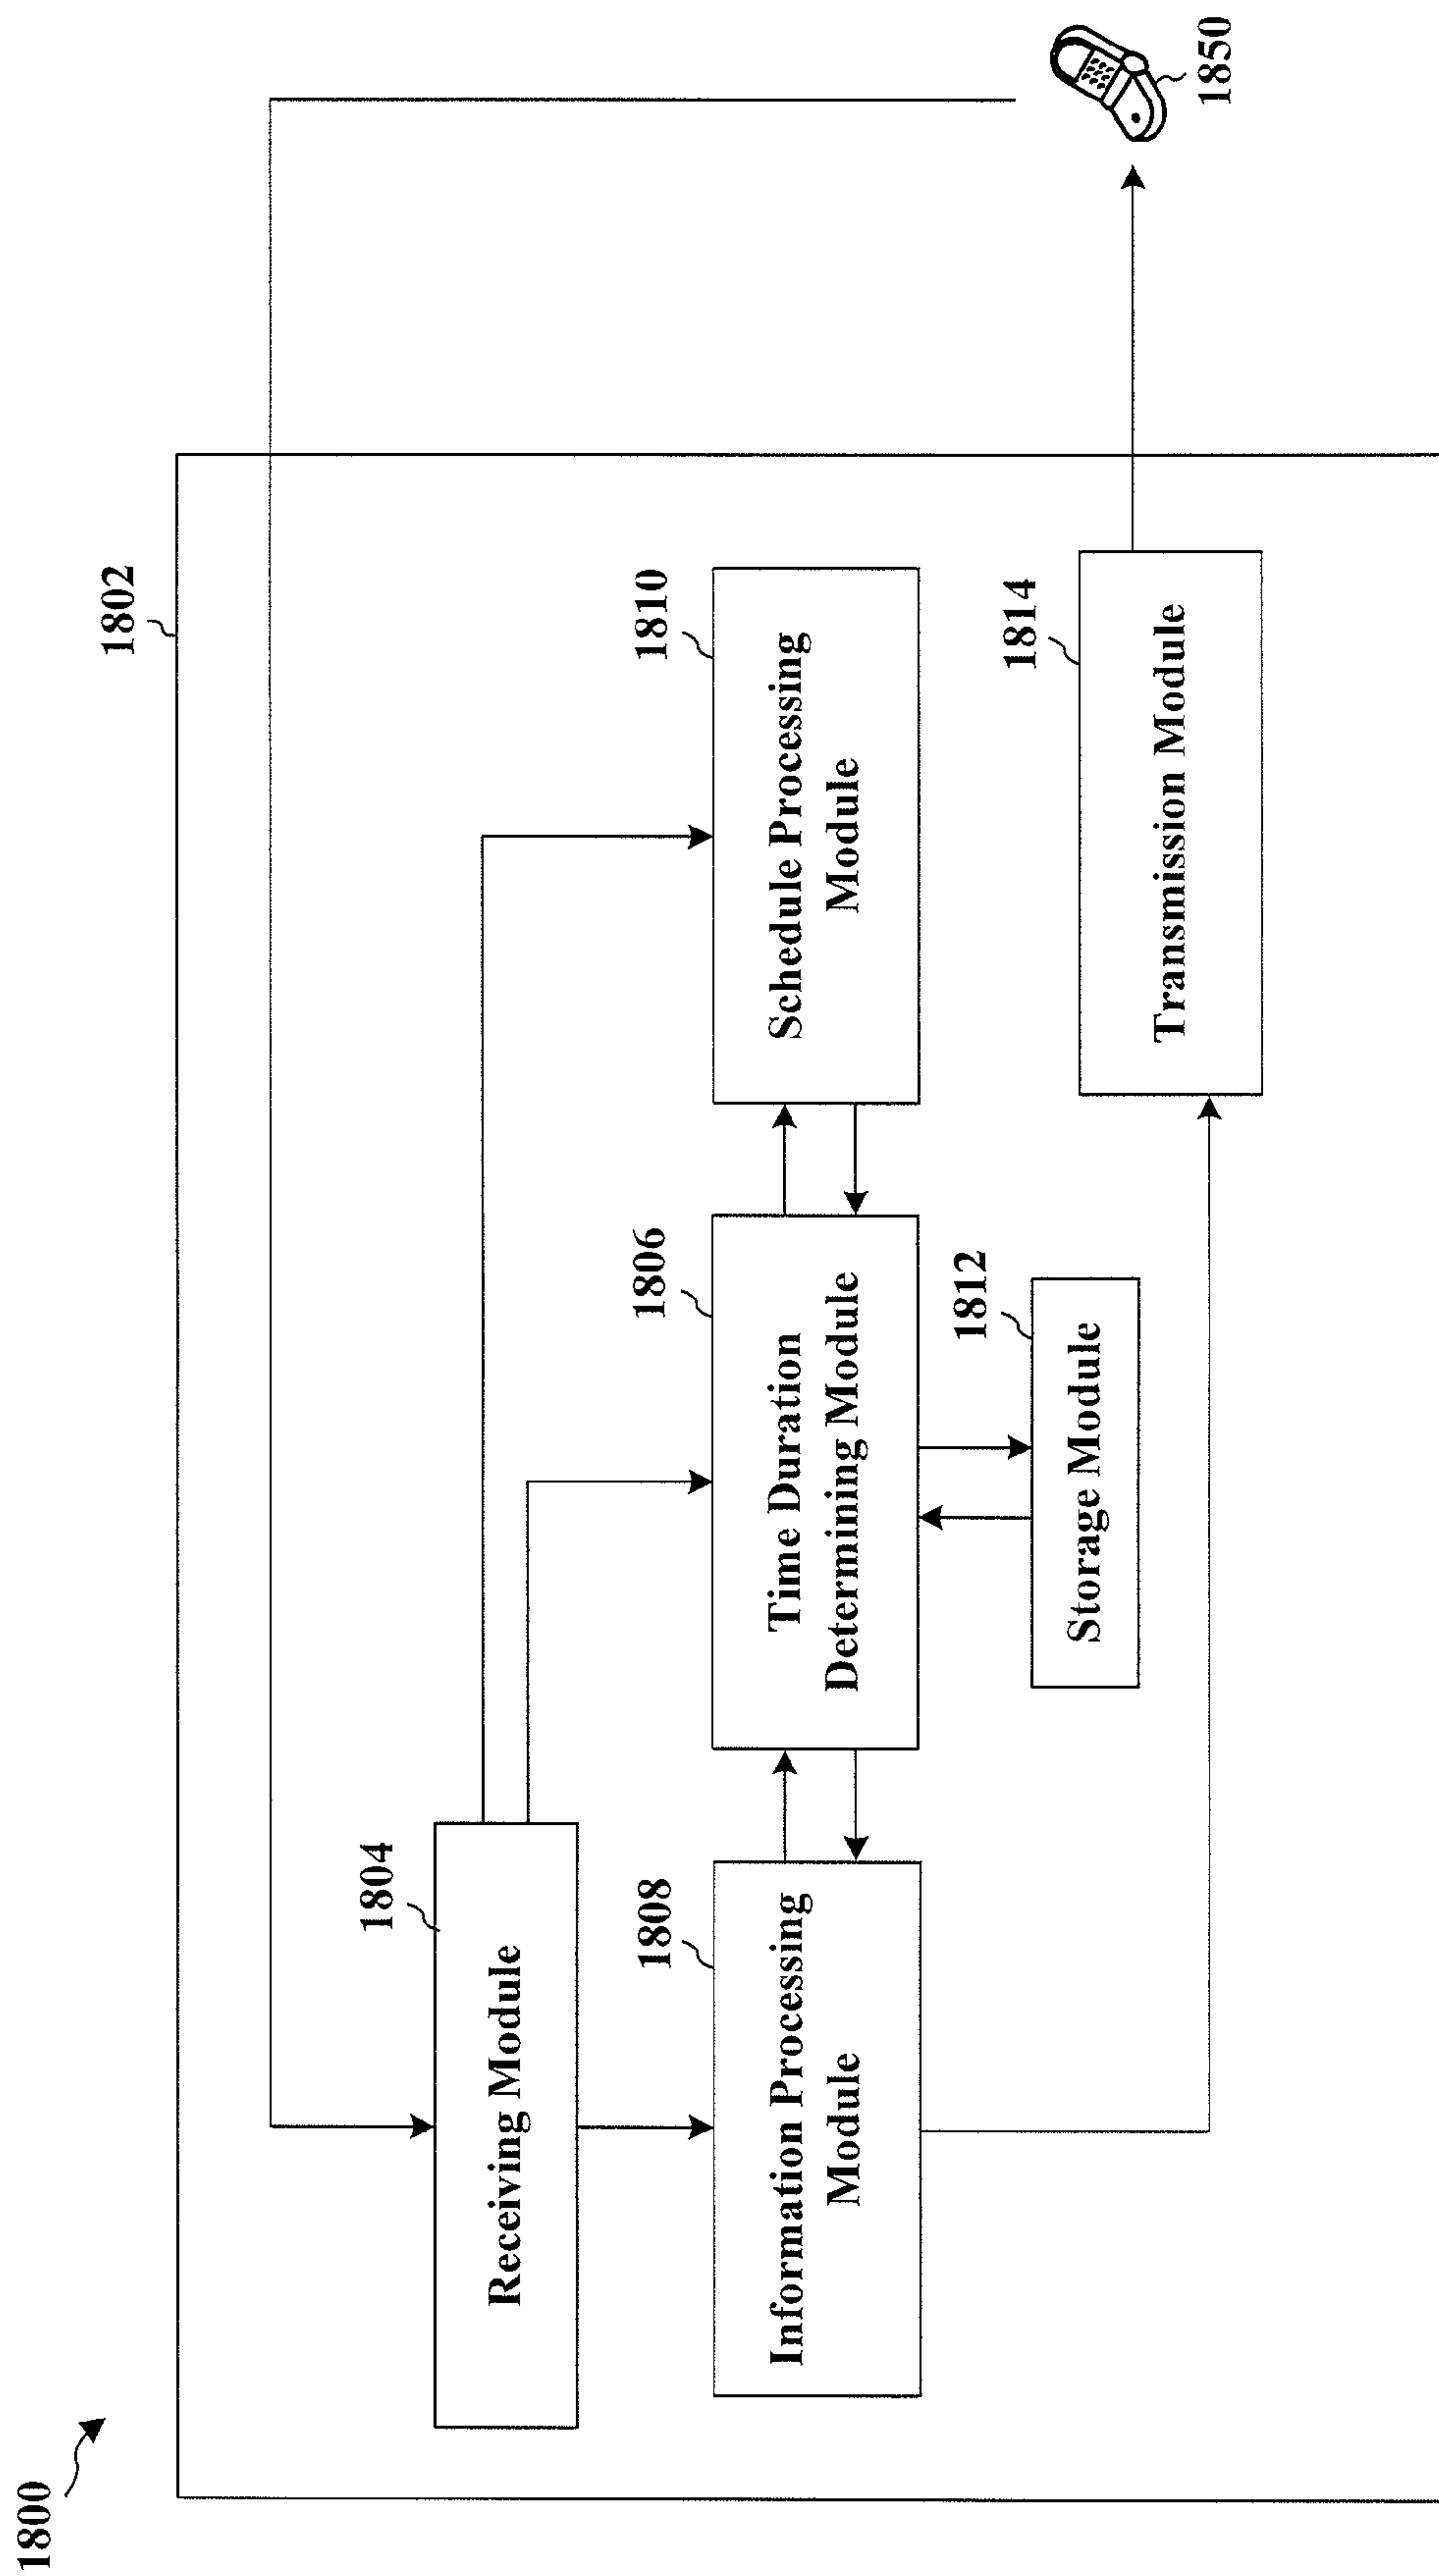 1800
1802
1850
1804
Receiving Module
1808
Information Processing
Module
1806
Time Duration
Determining Module
1810
Schedule Processing
Module
1812
Storage Module
1814
Transmission Module